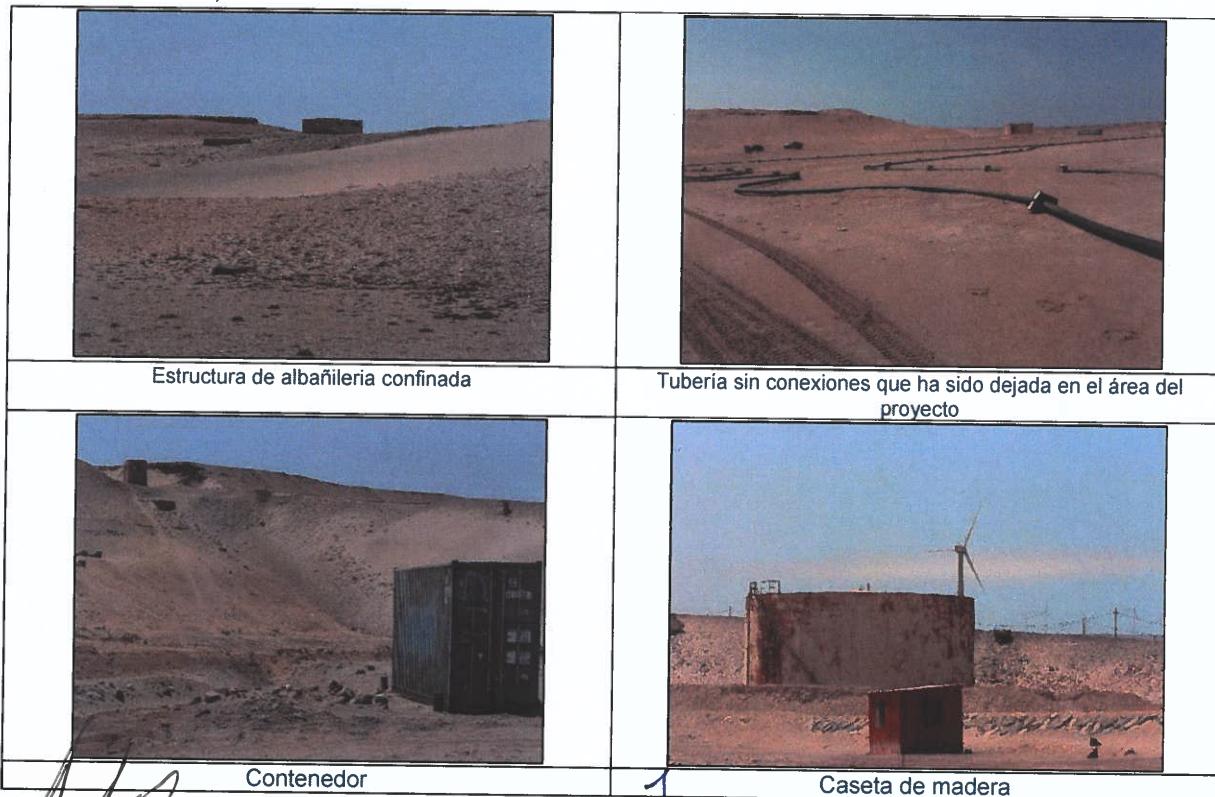 Estructura de albañileria confinada
Tubería sin conexiones que ha sido dejada en el área del
proyecto
Contenedor
Caseta de madera